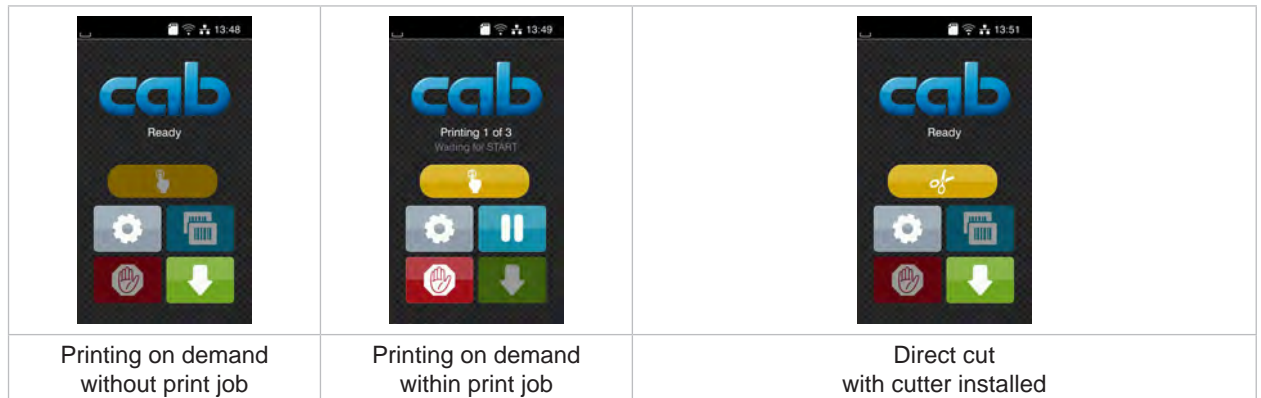 13:48
cab
Ready
13:49
cab
Printing 1 of 3
Waiting for START
13:51
cab
Ready
Printing on demand
without print job
Printing on demand
within print job
Direct cut
with cutter installed